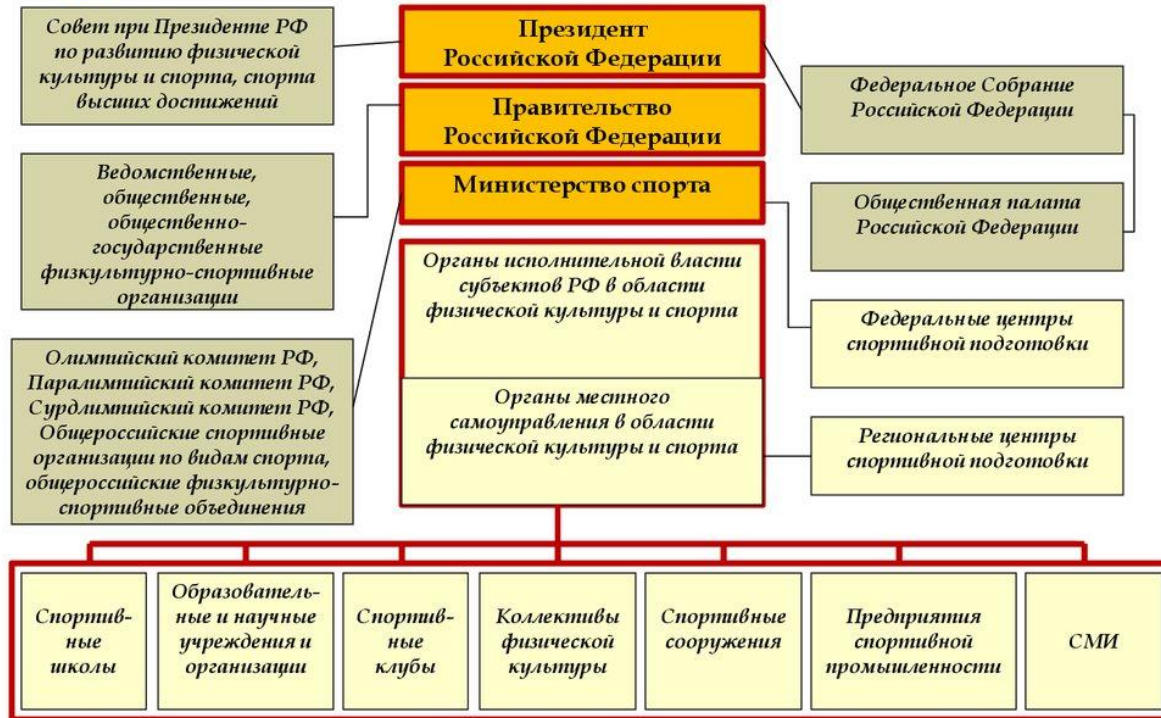 Совет при Президенте РФ
по развитию физической
культуры и спорта, спорта
высших достижений
Президент
Российской Федерации
Правительство
Российской Федерации
Федеральное Собрание
Российской Федерации
Ведомственные,
общественные,
общественно-
государственные
физкультурно-спортивные
организации
Министерство спорта
Общественная палата
Российской Федерации
Органы исполнительной власти
субъектов РФ в области
физической культуры и спорта
Федеральные центры
спортивной подготовки
Олимпийский комитет РФ,
Паралимпийский комитет РФ,
Сурдлимпийский комитет РФ,
Общероссийские спортивные
организации по видам спорта,
общероссийские физкультурно-
спортивные объединения
Органы местного
самоуправления в области
физической культуры и спорта
Региональные центры
спортивной подготовки
Спортив-
ные
школы
Образователь-
ные и научные
учреждения и
организации
Спортив-
ные
клубы
Коллективы
физической
культуры
Спортивные
сооружения
Предприятия
спортивной
промышленности
СМИ